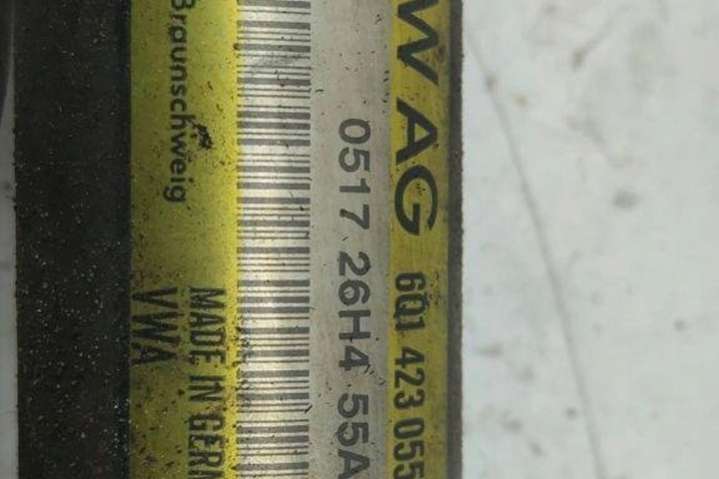 W AG 6Q1 423 055
0517 26H4 55A
MADE IN GERM
Braunschweig VWA